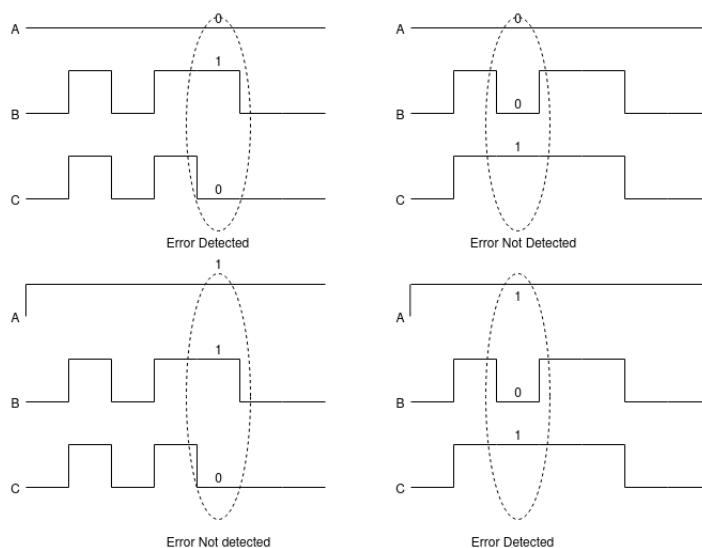 A 0
B 1
C 0
Error Detected
A 0
B 0
C 1
Error Not Detected
1
A
B 1
C 0
Error Not detected
A 1
B 0
C 1
Error Detected